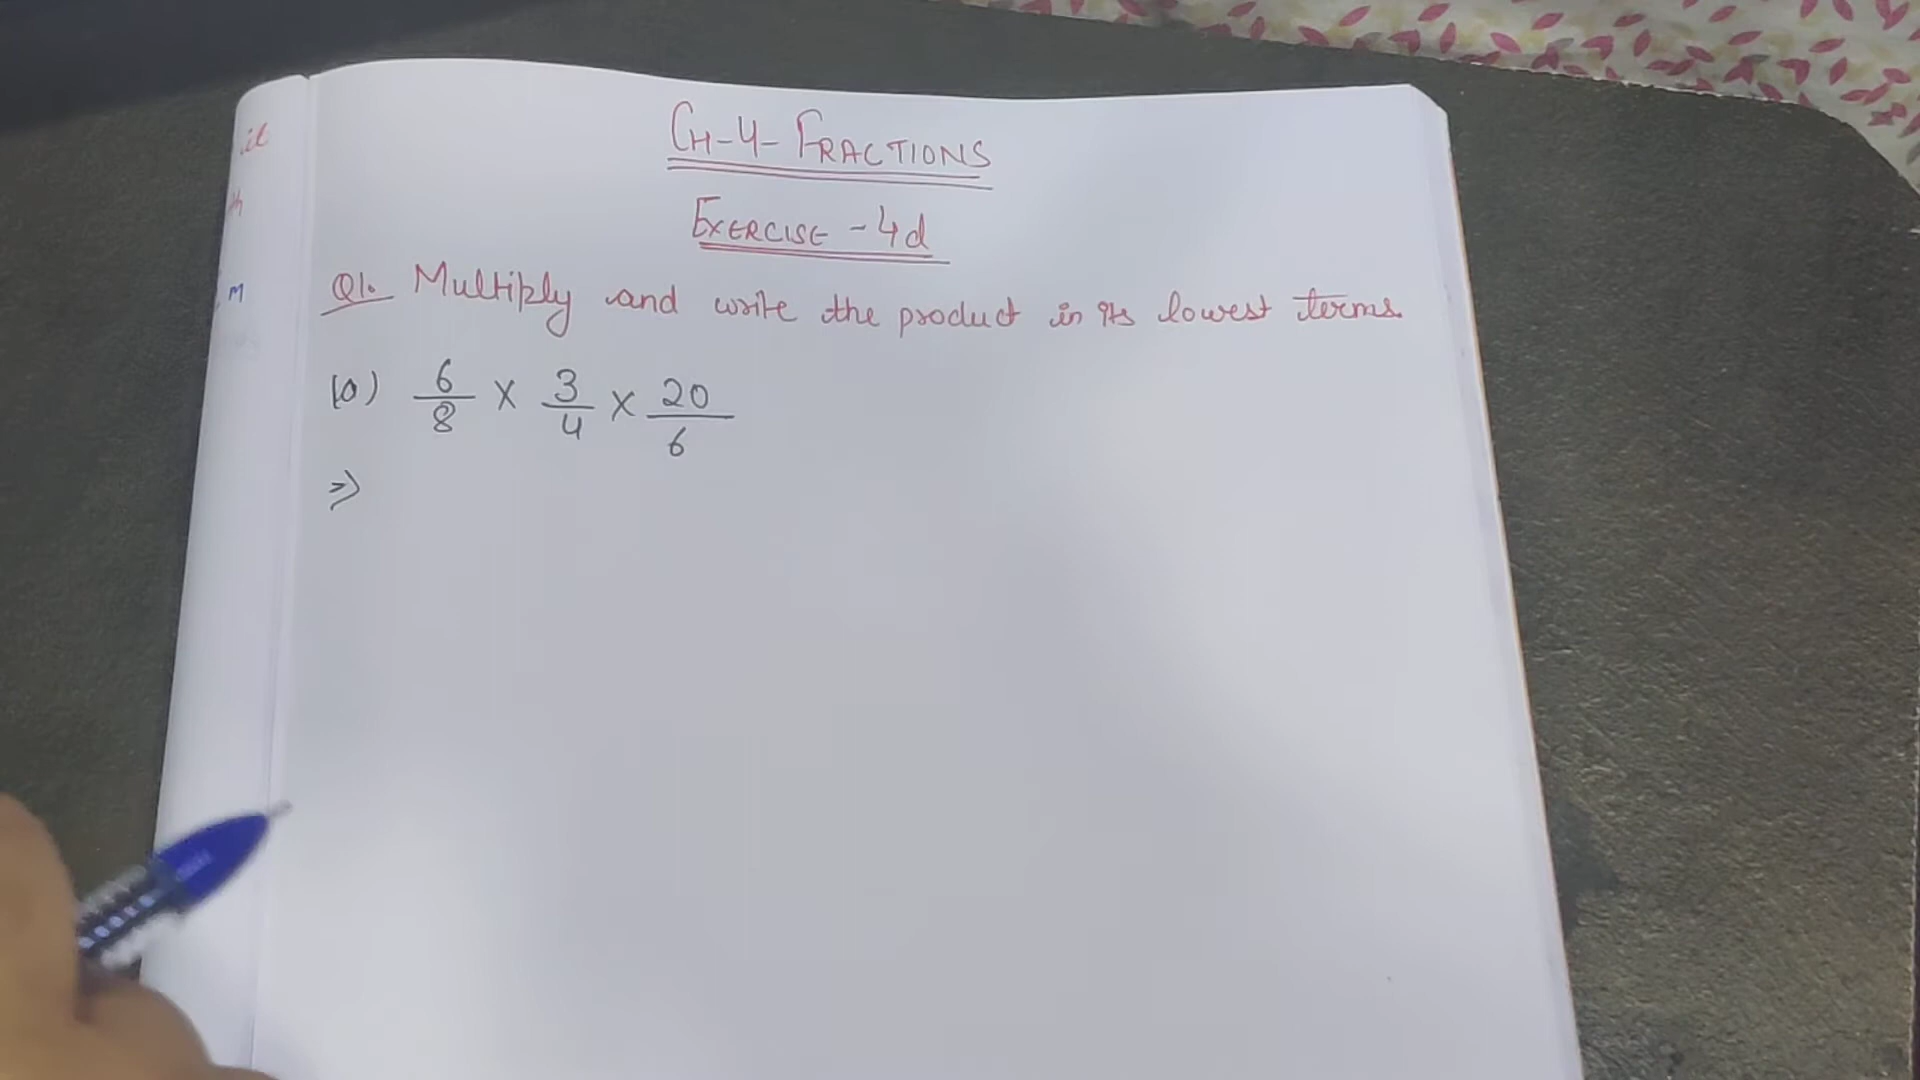 CH-4- FRACTIONS
EXERCISE - 4d
Q1. Multiply and write the product in its lowest terms.
(a) 6/8 × 3/4 × 20/6
⇒
M